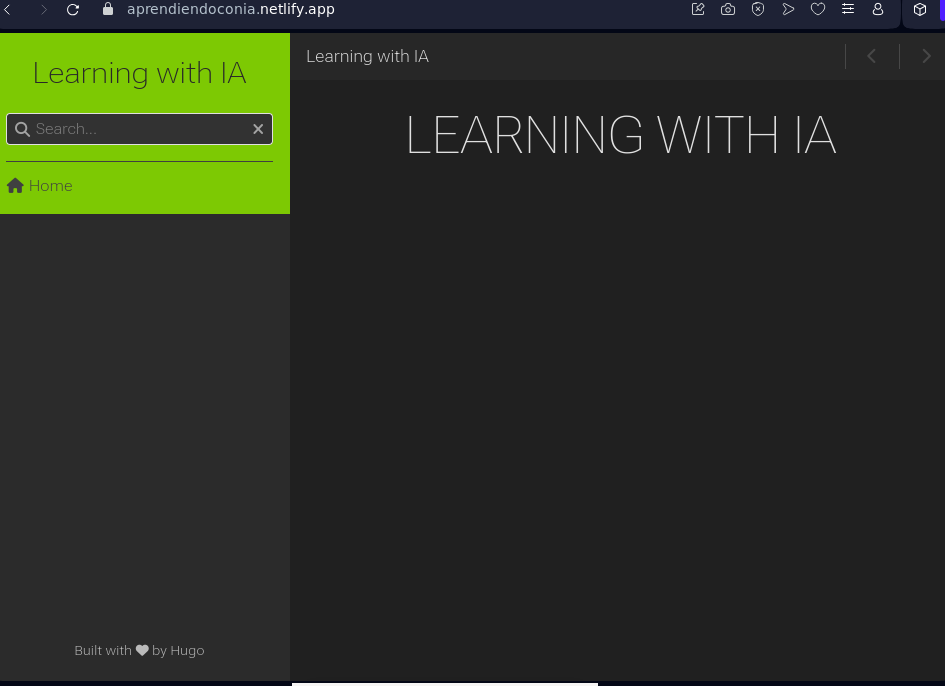 aprendiendoconia.netlify.app
Learning with IA
Search...
Home
Built with ❤ by Hugo
Learning with IA
LEARNING WITH IA